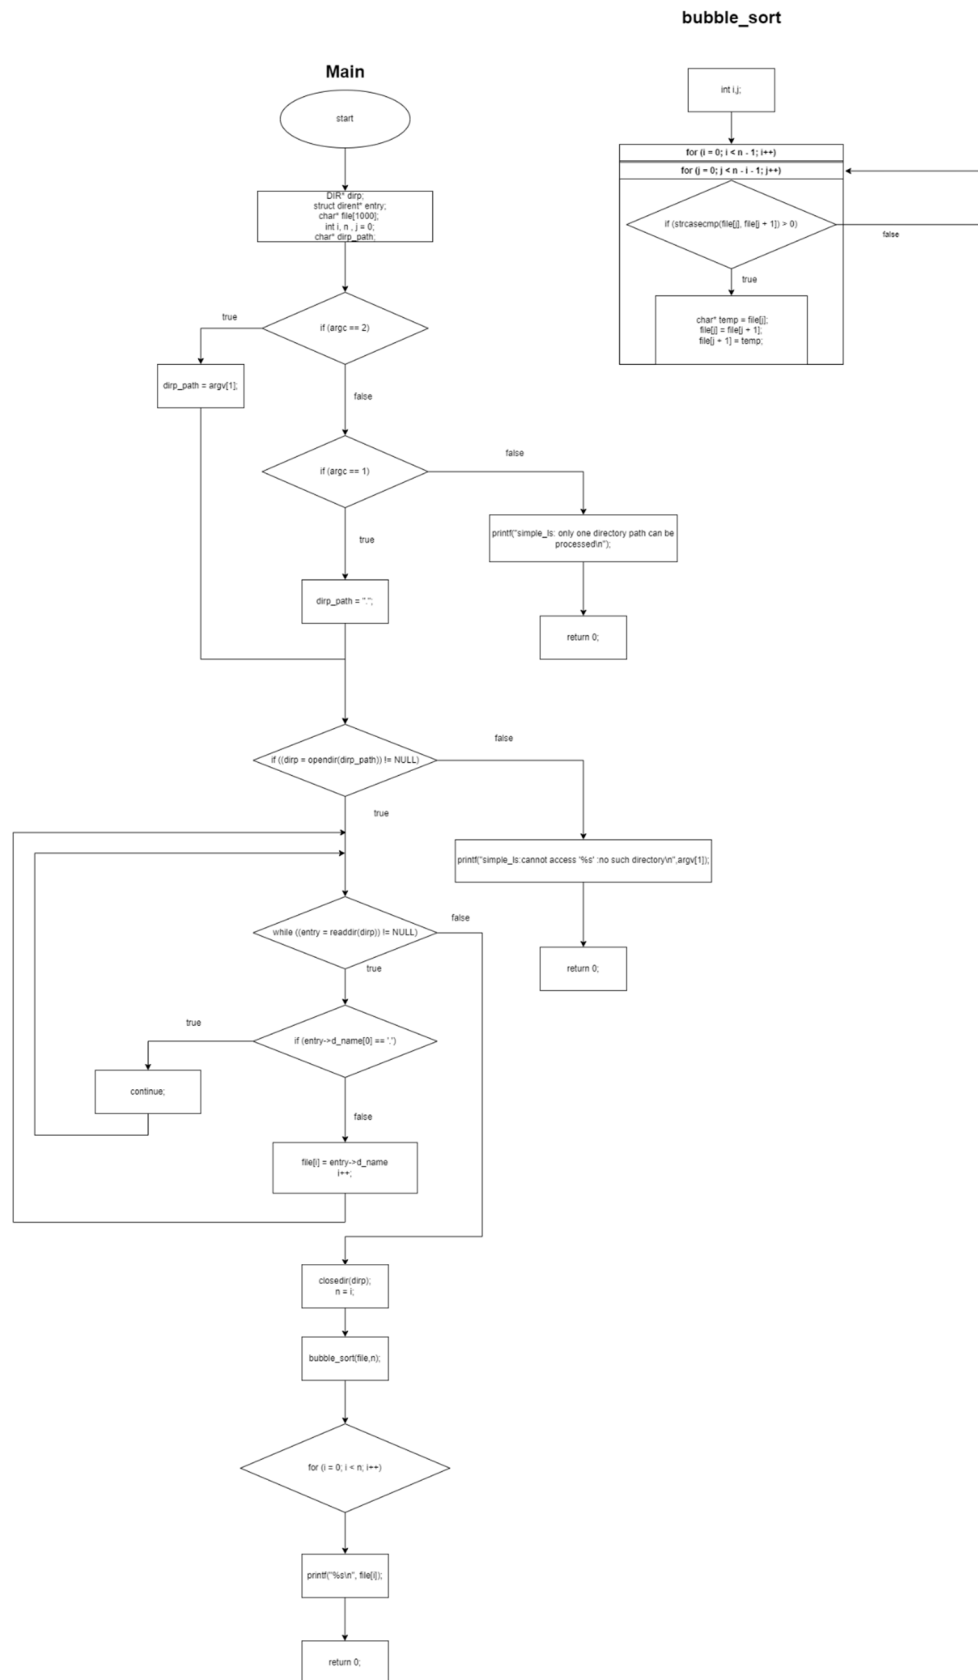 bubble_sort
int i,j;
for (i = 0; i < n - 1; i++)
for (j = 0; j < n - i - 1; j++)
if (strcasecmp(file[j], file[j + 1]) > 0)
false
true
char* temp = file[j];
file[j] = file[j + 1];
file[j + 1] = temp;
Main
start
DIR* dirp;
struct dirent* entry;
char* file[1000];
int i, n , j = 0;
char* dirp_path;
if (argc == 2)
true
dirp_path = argv[1];
false
if (argc == 1)
false
printf("simple_ls: only one directory path can be
processed\n");
return 0;
true
dirp_path = ".";
if ((dirp = opendir(dirp_path)) != NULL)
false
printf("simple_ls:cannot access '%s' :no such directory\n",argv[1]);
return 0;
true
while ((entry = readdir(dirp)) != NULL)
false
true
if (entry->d_name[0] == '.')
true
continue;
false
file[i] = entry->d_name
i++;
closedir(dirp);
n = i;
bubble_sort(file,n);
for (i = 0; i < n; i++)
printf("%s\n", file[i]);
return 0;